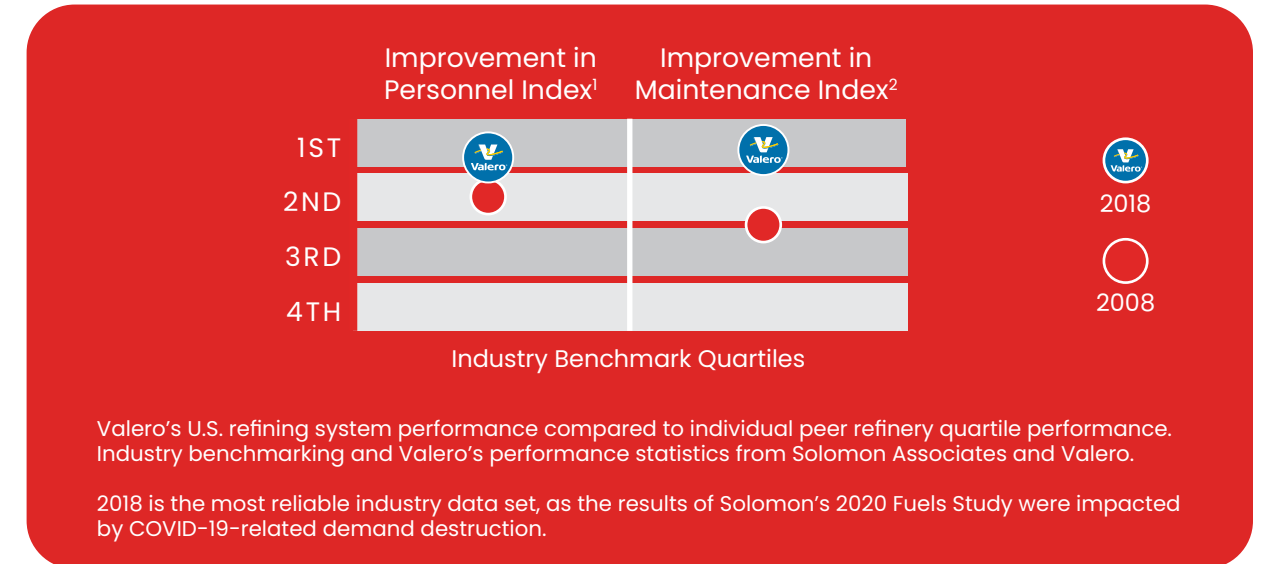 Improvement in
Personnel Index¹
Improvement in
Maintenance Index²
1ST
2ND
3RD
4TH
Valero
Valero
Valero
2018
2008
Industry Benchmark Quartiles
Valero’s U.S. refining system performance compared to individual peer refinery quartile performance.
Industry benchmarking and Valero’s performance statistics from Solomon Associates and Valero.
2018 is the most reliable industry data set, as the results of Solomon’s 2020 Fuels Study were impacted
by COVID-19-related demand destruction.